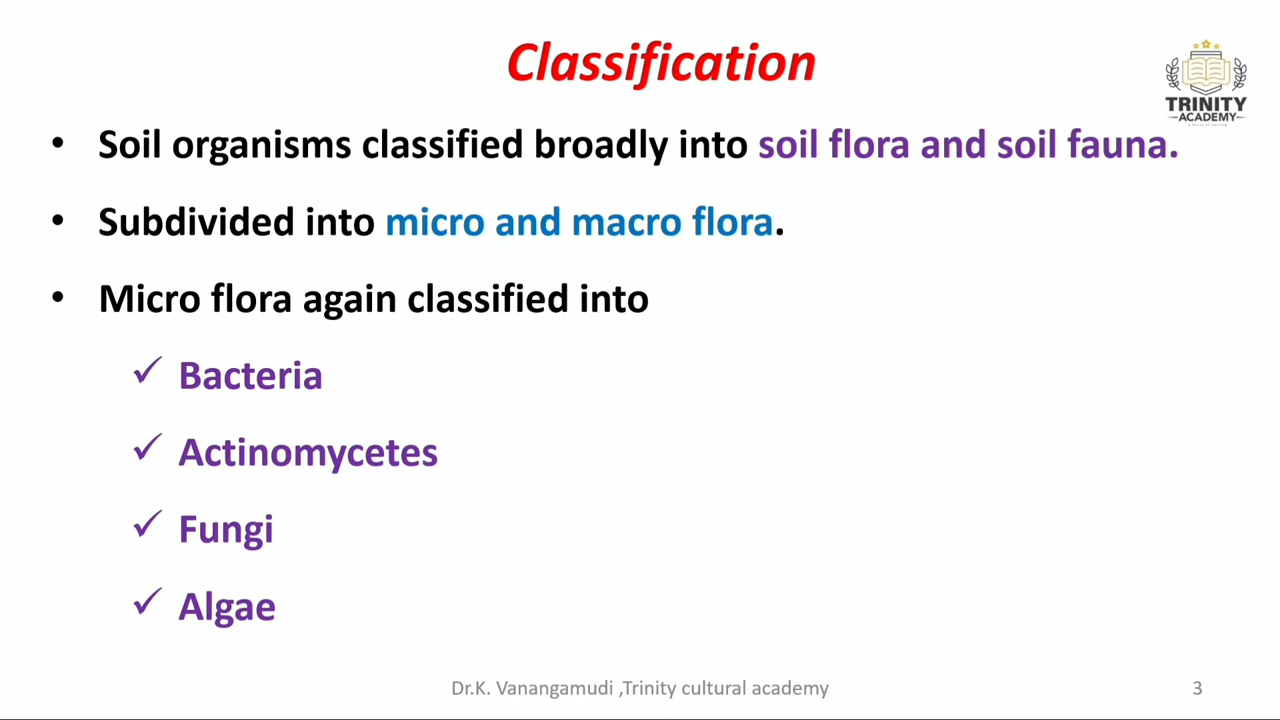 Classification
TRINITY
ACADEMY
• Soil organisms classified broadly into soil flora and soil fauna.
• Subdivided into micro and macro flora.
• Micro flora again classified into
✓ Bacteria
✓ Actinomycetes
✓ Fungi
✓ Algae
Dr.K. Vanangamudi ,Trinity cultural academy
3